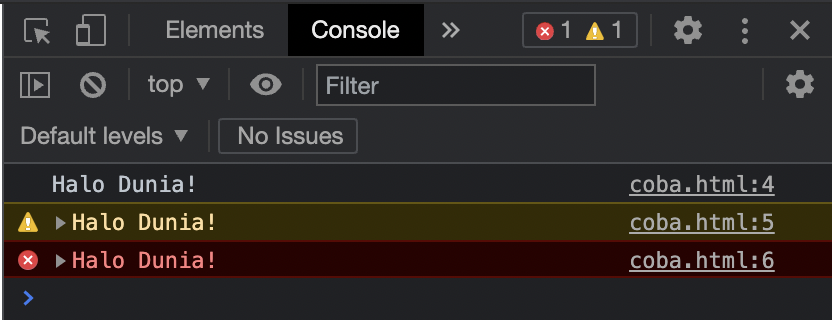 Elements Console 1 1
top Filter
Default levels No Issues
Halo Dunia! coba.html:4
Halo Dunia! coba.html:5
Halo Dunia! coba.html:6